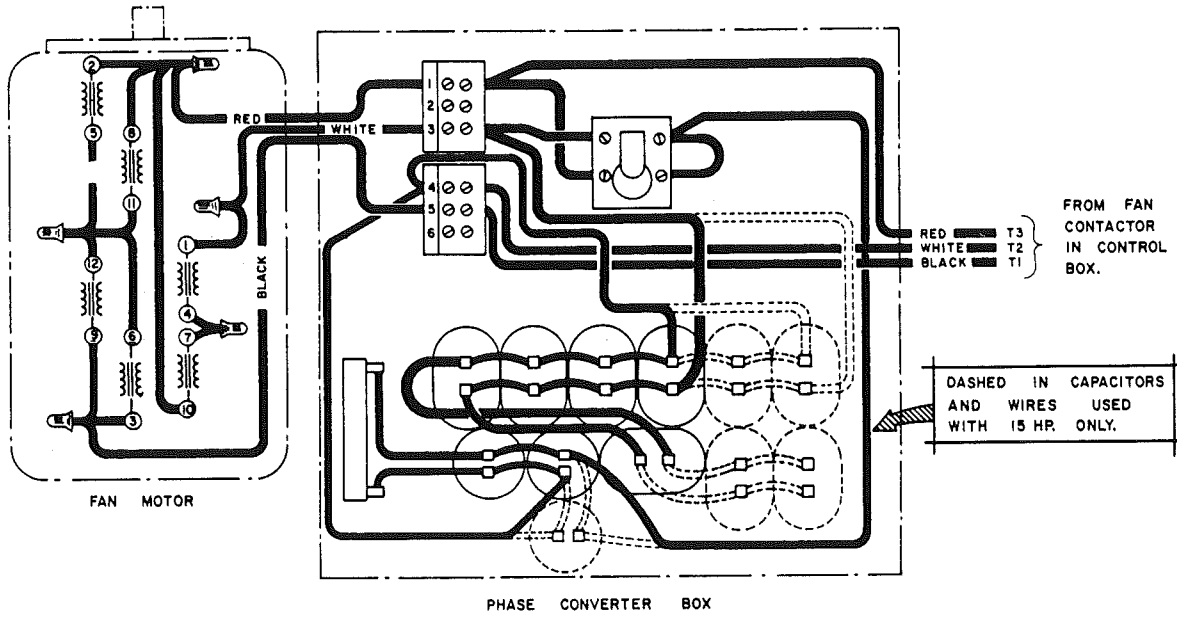 2
5
8
11
12
9
6
3
1
4
7
10
RED
WHITE
BLACK
FAN MOTOR
1
2
3
4
5
6
RED T3
WHITE T2
BLACK T1
FROM FAN
CONTACTOR
IN CONTROL
BOX.
DASHED IN CAPACITORS
AND WIRES USED
WITH 15 HP. ONLY.
PHASE CONVERTER BOX